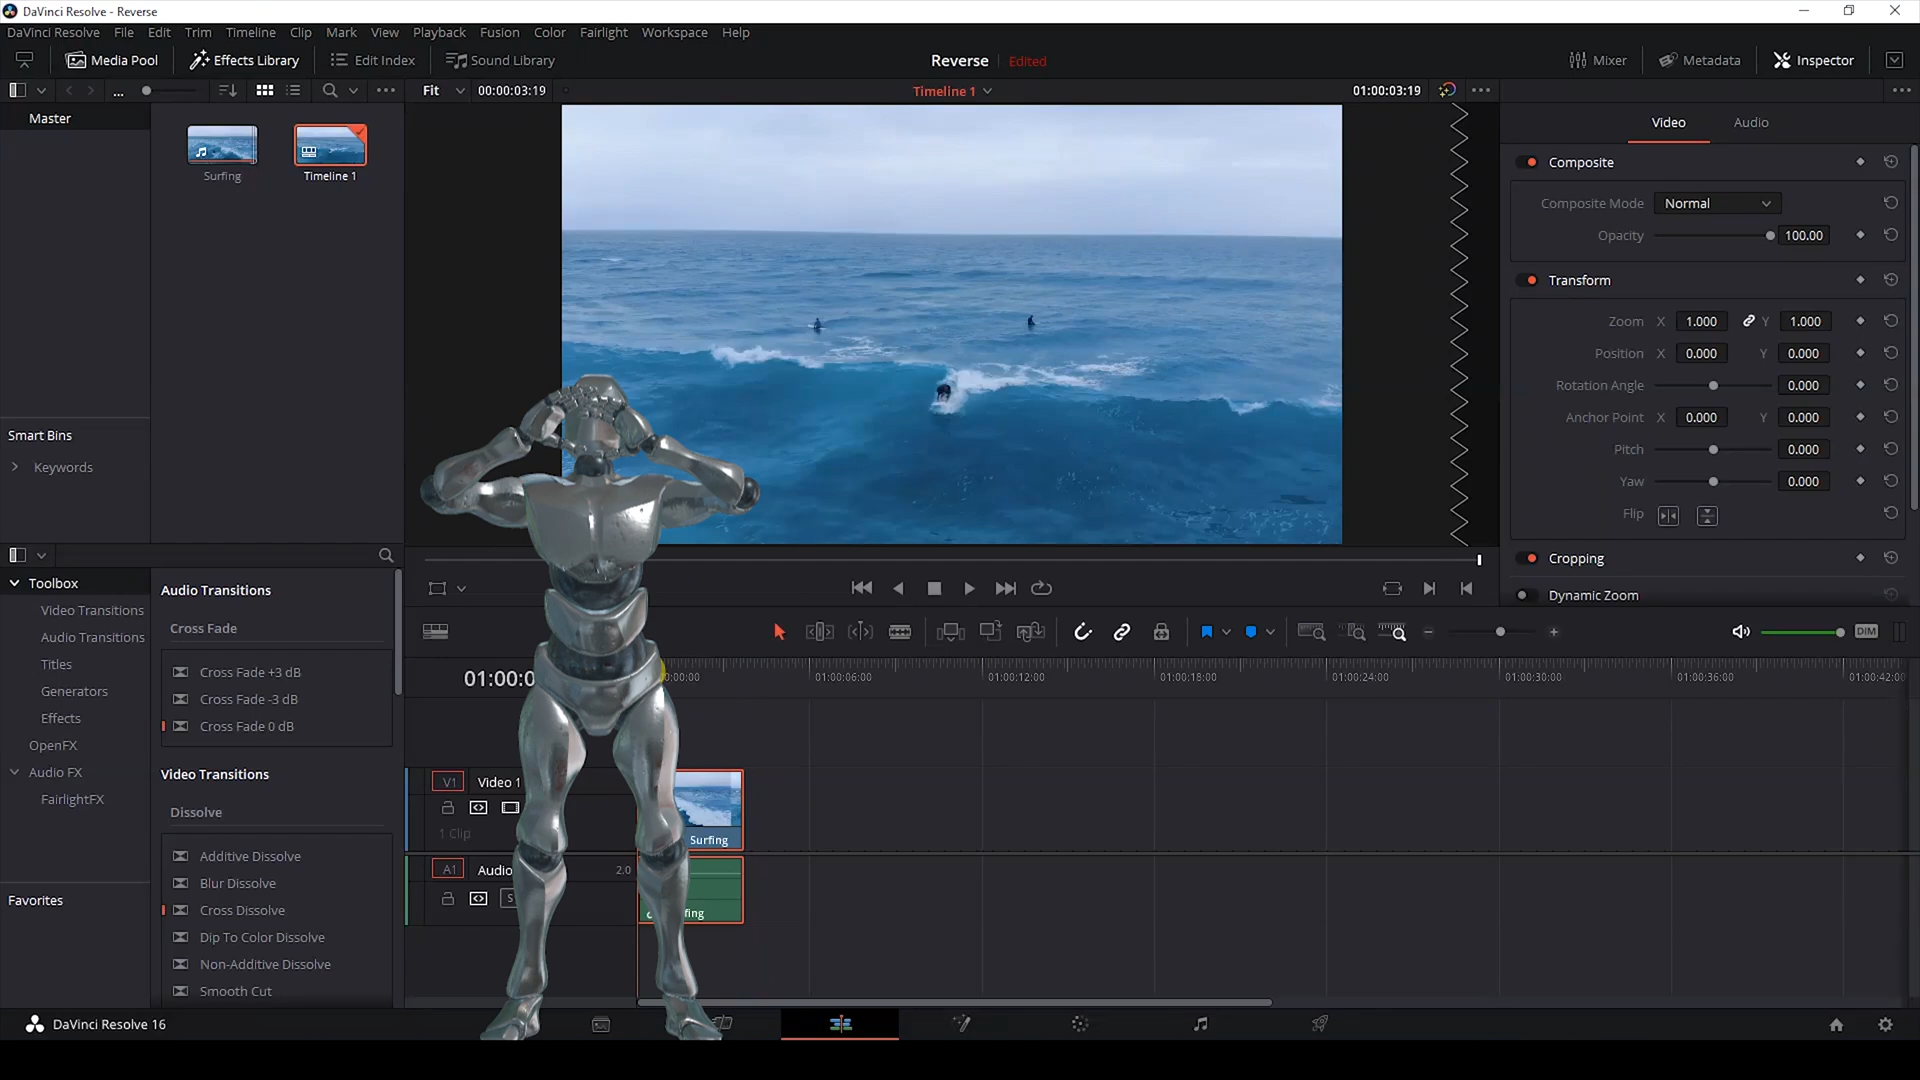 DaVinci Resolve - Reverse
DaVinci Resolve File Edit Trim Timeline Clip Mark View Playback Fusion Color Fairlight Workspace Help
Media Pool Effects Library Edit Index Sound Library Reverse Edited Mixer Metadata Inspector
... Fit 00:00:03:19 Timeline 1 01:00:03:19
Master
Surfing Timeline 1
Video Audio
Composite
Composite Mode Normal
Opacity 100.00
Transform
Zoom X 1.000 Y 1.000
Position X 0.000 Y 0.000
Rotation Angle 0.000
Anchor Point X 0.000 Y 0.000
Pitch 0.000
Yaw 0.000
Flip
Cropping
Dynamic Zoom
Smart Bins
Keywords
Toolbox
Video Transitions
Audio Transitions
Titles
Generators
Effects
OpenFX
Audio FX
FairlightFX
Favorites
Audio Transitions
Cross Fade
Cross Fade +3 dB
Cross Fade -3 dB
Cross Fade 0 dB
Video Transitions
Dissolve
Additive Dissolve
Blur Dissolve
Cross Dissolve
Dip To Color Dissolve
Non-Additive Dissolve
Smooth Cut
DIM
01:00:0
0:00:00 01:00:06:00 01:00:12:00 01:00:18:00 01:00:24:00 01:00:30:00 01:00:36:00 01:00:42:00
V1 Video 1
1 Clip
Surfing
A1 Audio 2.0
S
fing
DaVinci Resolve 16